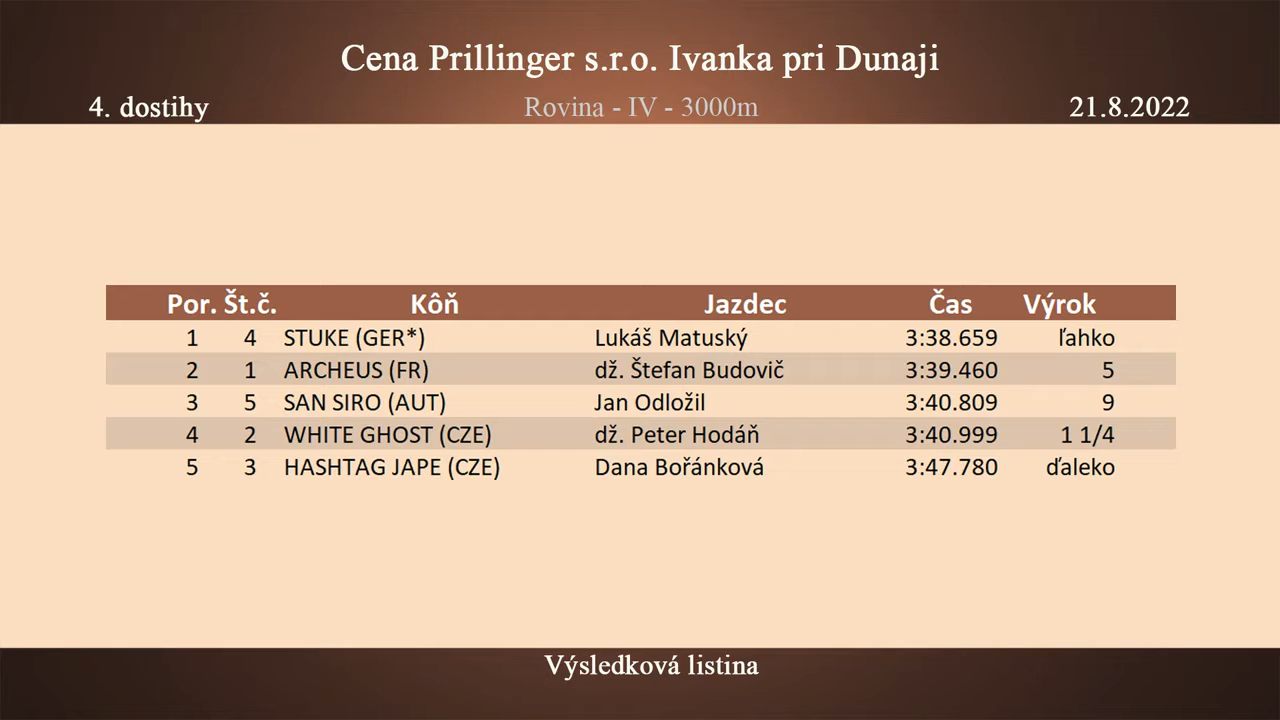 Cena Prillinger s.r.o. Ivanka pri Dunaji
4. dostihy Rovina - IV - 3000m 21.8.2022
Por. Št.č. Kôň Jazdec Čas Výrok
1 4 STUKE (GER*) Lukáš Matuský 3:38.659 ľahko
2 1 ARCHEUS (FR) dž. Štefan Budovič 3:39.460 5
3 5 SAN SIRO (AUT) Jan Odložil 3:40.809 9
4 2 WHITE GHOST (CZE) dž. Peter Hodáň 3:40.999 1 1/4
5 3 HASHTAG JAPE (CZE) Dana Bořánková 3:47.780 ďaleko
Výsledková listina